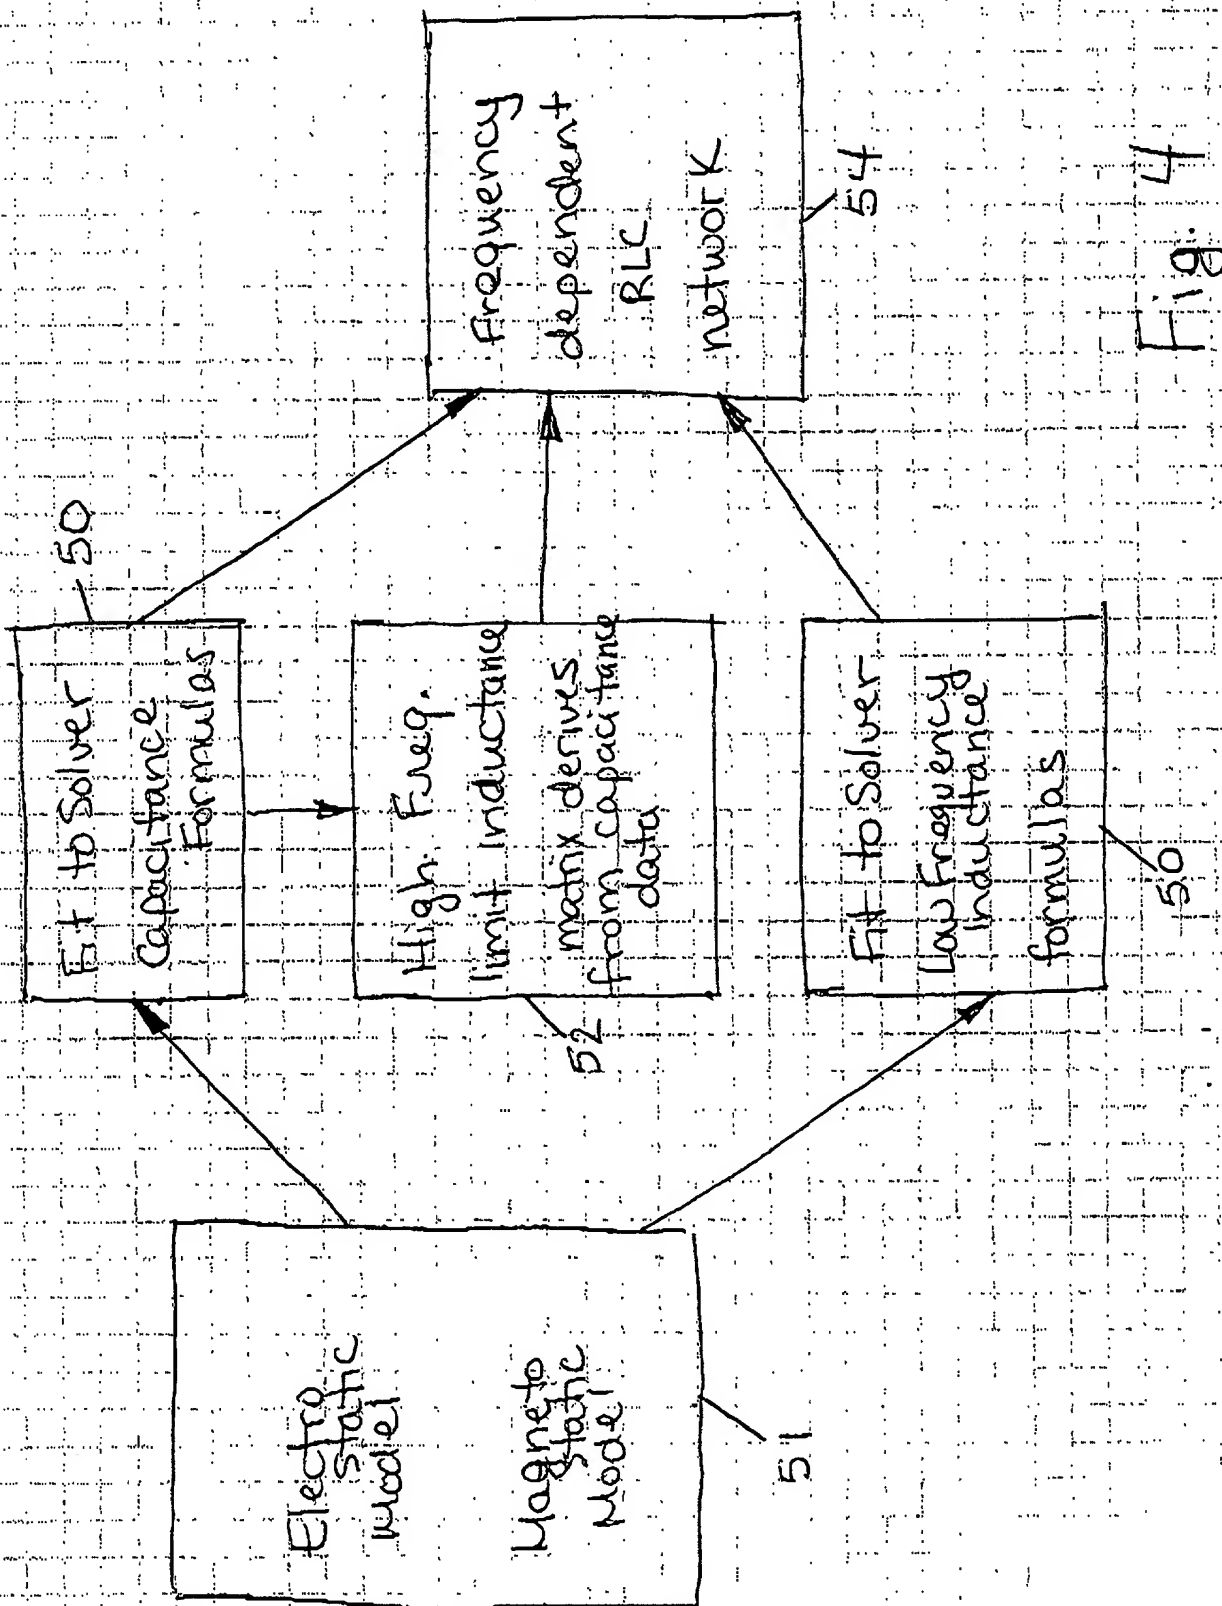 Electro
static
Model
Magneto
static
Model
51
Fit to Solver
Capacitance
Formulas
50
High Freq.
limit inductance
matrix derives
from capacitance
data
52
Fit to Solver
Low Frequency
Inductance
formulas
50
Frequency
dependent
RLC
network
54
Fig. 4